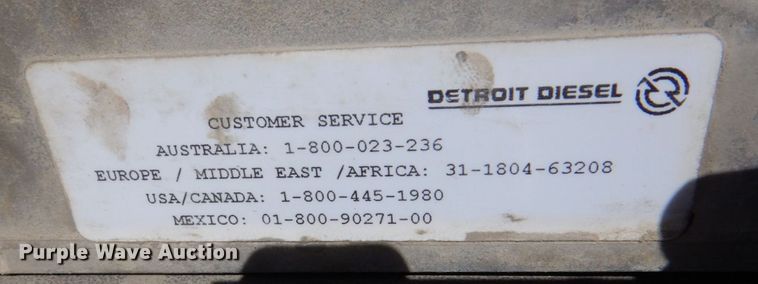 DETROIT DIESEL
CUSTOMER SERVICE
AUSTRALIA: 1-800-023-236
EUROPE / MIDDLE EAST /AFRICA: 31-1804-63208
USA/CANADA: 1-800-445-1980
MEXICO: 01-800-90271-00
Purple Wave Auction